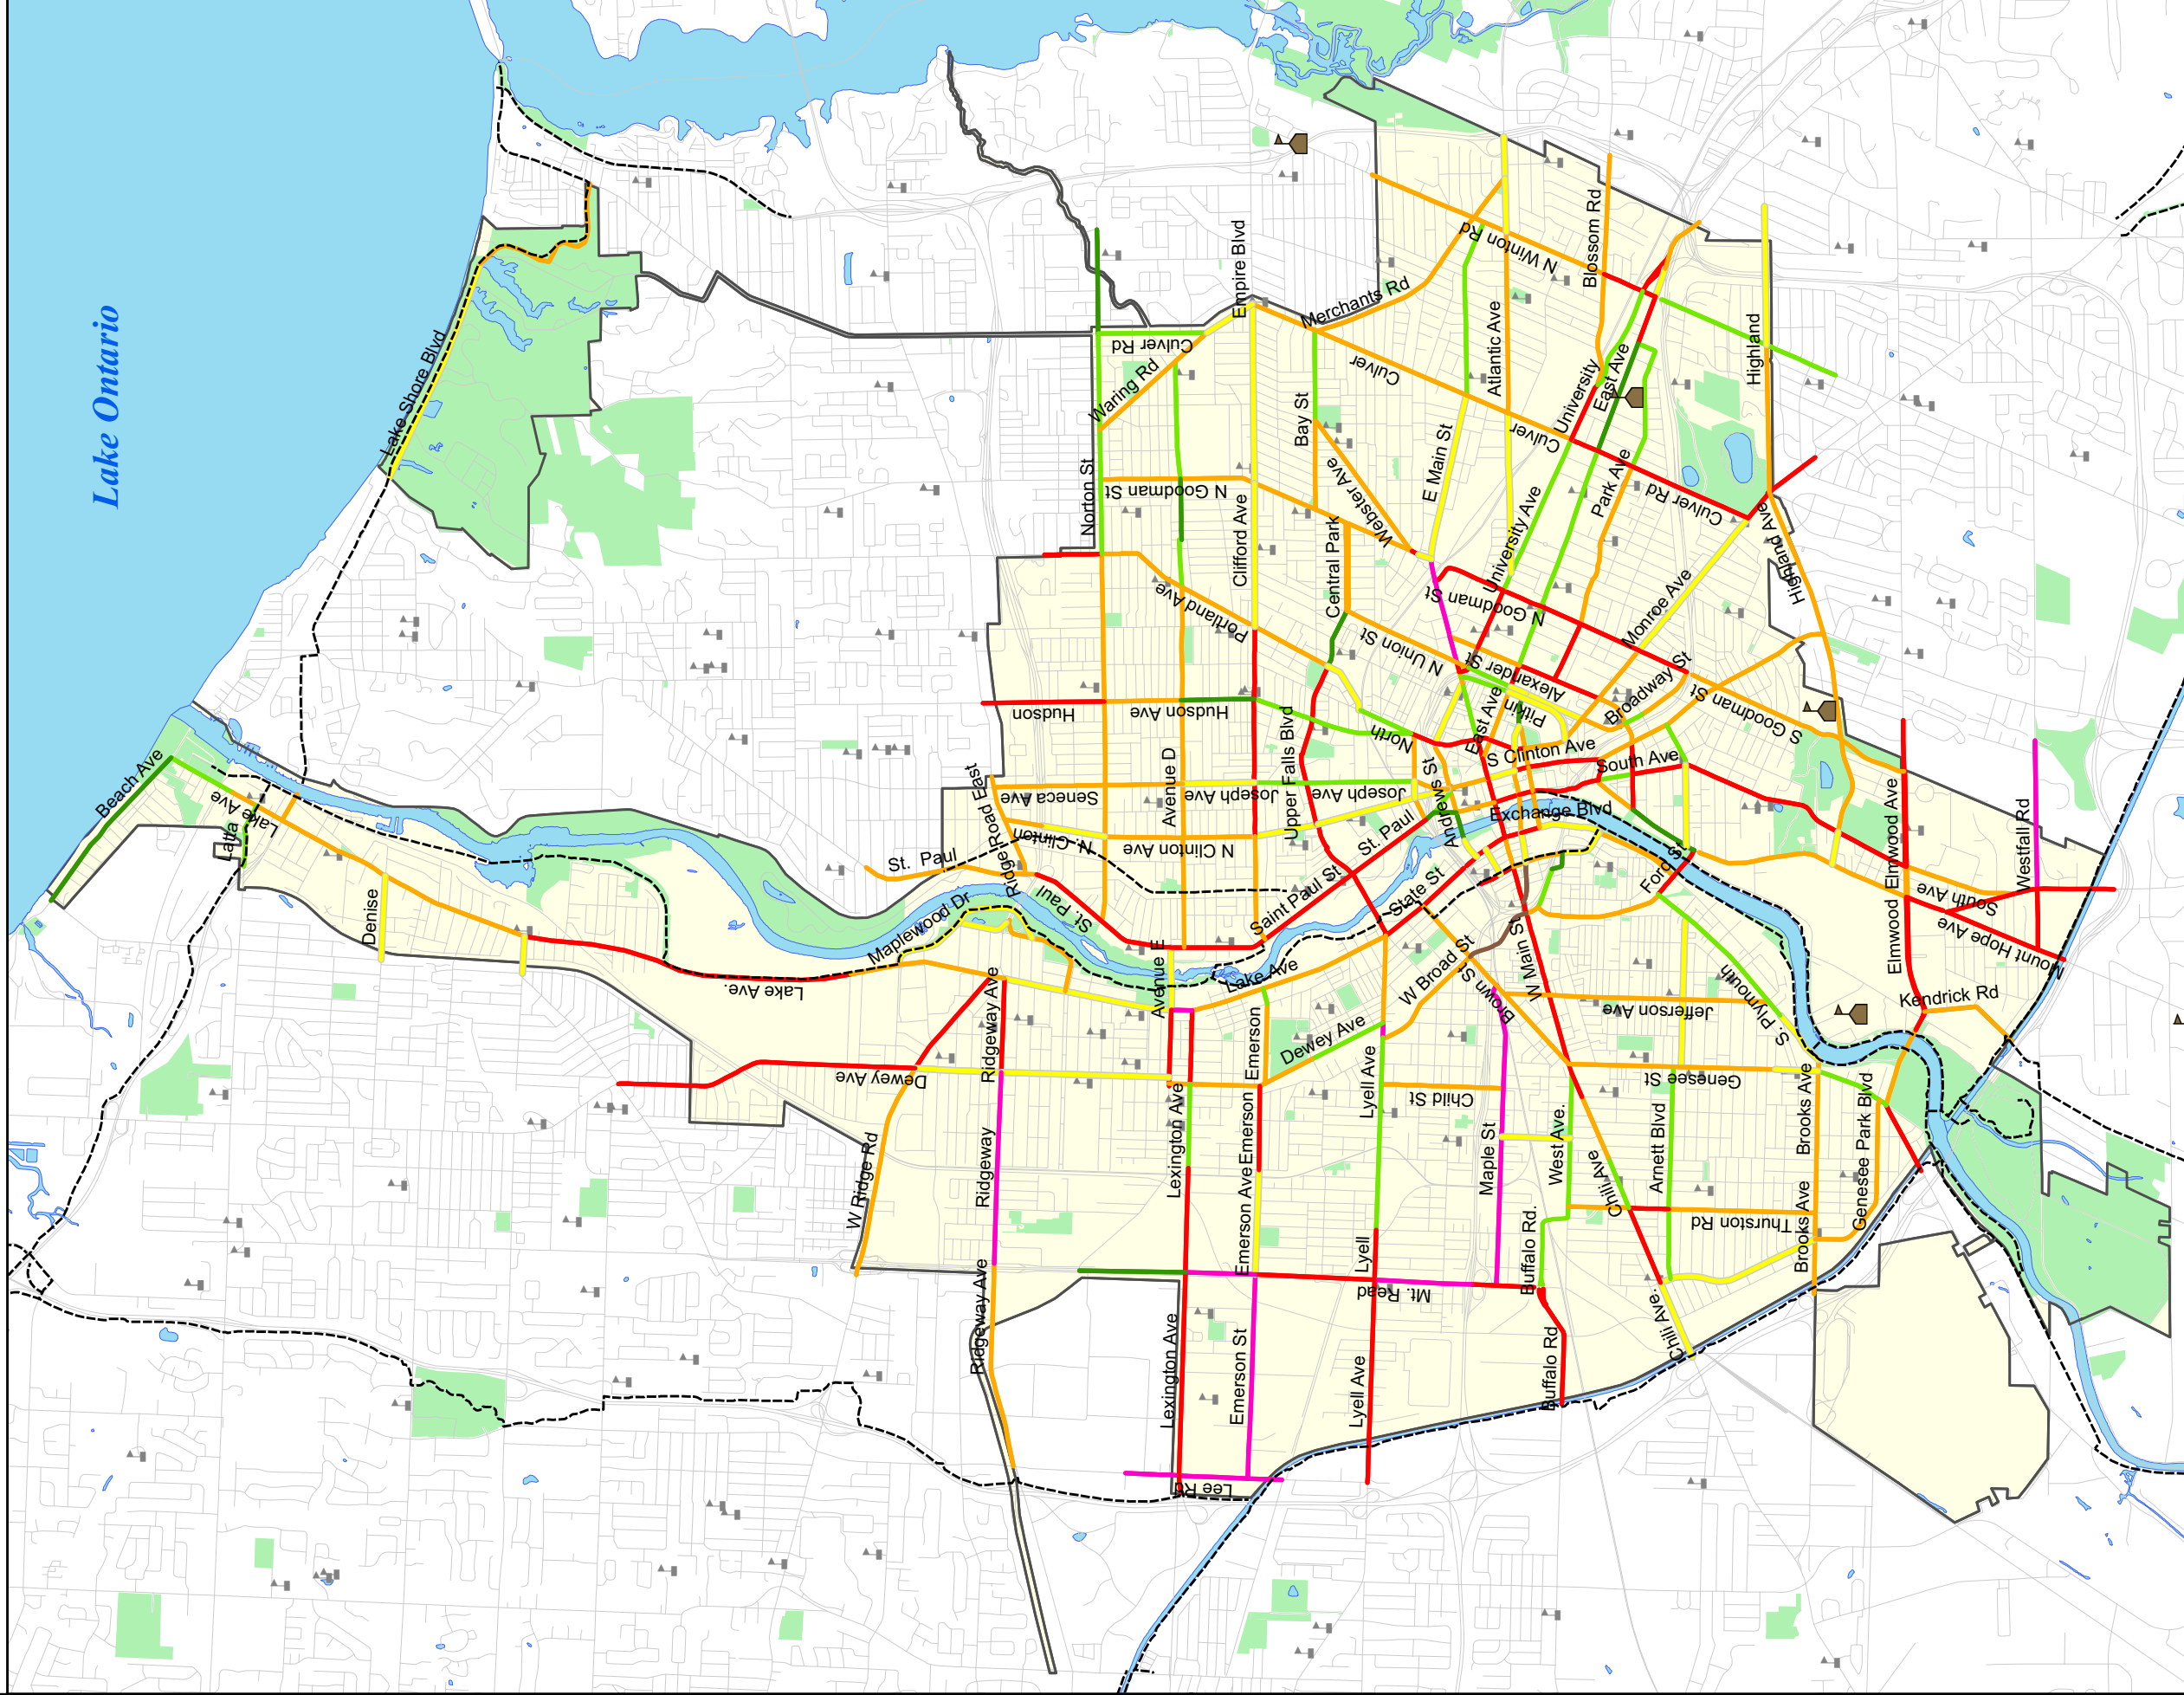 Lake Ontario
Lake Shore Blvd
Beach Ave
Lake Ave
Latta
Denise
Lake Ave.
Maplewood Dr
St. Paul
St. Paul
Ridge Road East
N. Clinton
Seneca Ave
Hudson
Norton St
Waring Rd
Culver Rd
Empire Blvd
Merchants Rd
N Winton Rd
Blossom Rd
Highland
N Goodman St
Clifford Ave
Bay St
Culver
Atlantic Ave
University
East Ave
Webster Ave
E Main St
Culver
Park Ave
Culver Rd
Highland Ave
Central Park
Portland Ave
University Ave
N Goodman St
Monroe Ave
N Union St
Alexander St
Broadway St
S Goodman St
Hudson Ave
Hudson Ave
Avenue D
Joseph Ave
Joseph Ave
Upper Falls Blvd
North
East Ave
Pitkin
S Clinton Ave
South Ave
N Clinton Ave
St. Paul
Andrews St
Exchange Blvd
Ford St
Saint Paul St
State St
Avenue E
Lake Ave
W Broad St
Brown St
W Main St
Jefferson Ave
S. Plymouth
Elmwood Ave
Elmwood
Westfall Rd
South Ave
Mount Hope Ave
Kendrick Rd
Ridgeway Ave
Dewey Ave
Emerson
Dewey Ave
Lyell Ave
Child St
Genesee St
Brooks Ave
Genesee Park Blvd
W Ridge Rd
Ridgeway
Lexington Ave
Emerson
Emerson Ave
Maple St
West Ave.
Chili Ave
Arnett Blvd
Thurston Rd
Brooks Ave
Ridgeway Ave
Lyell
Mt. Read
Buffalo Rd.
Chili Ave.
Lexington Ave
Emerson St
Lyell Ave
Buffalo Rd
Lee Rd